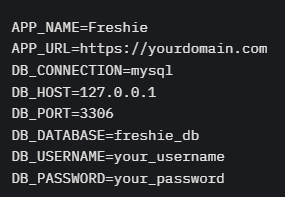 APP_NAME=Freshie
APP_URL=https://yourdomain.com
DB_CONNECTION=mysql
DB_HOST=127.0.0.1
DB_PORT=3306
DB_DATABASE=freshie_db
DB_USERNAME=your_username
DB_PASSWORD=your_password